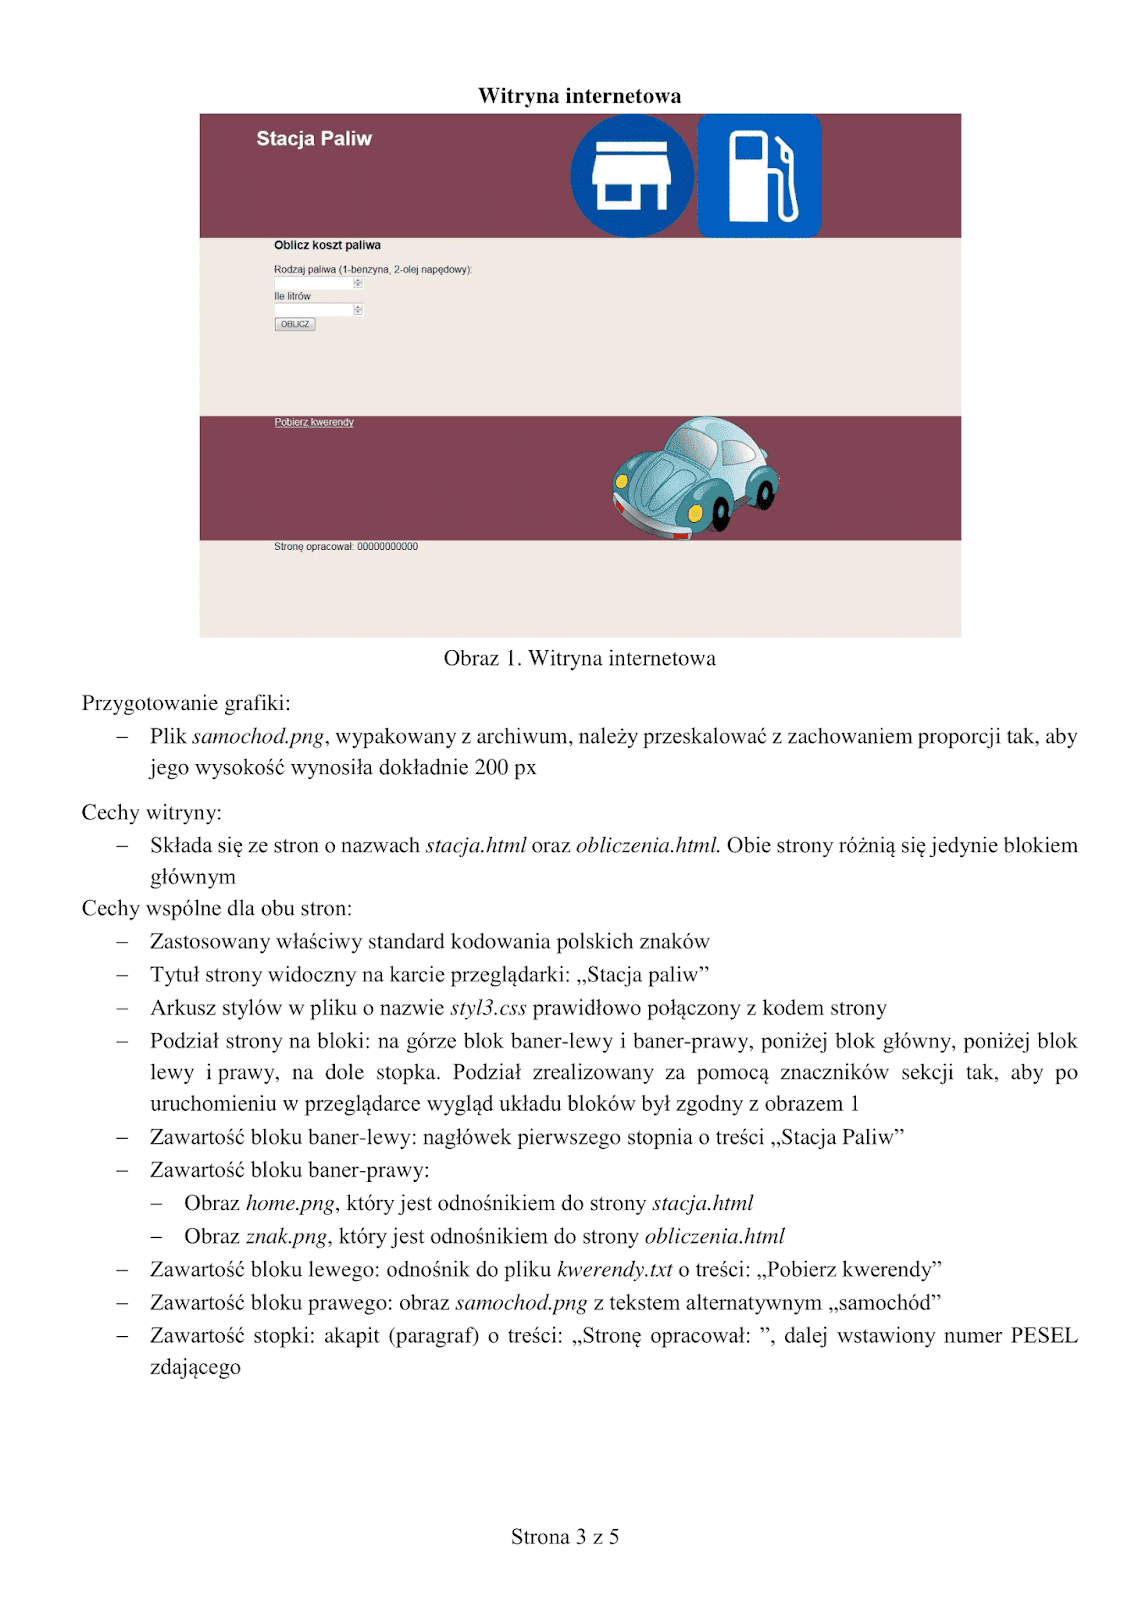 Witryna internetowa
Stacja Paliw
Oblicz koszt paliwa
Rodzaj paliwa (1-benzyna, 2-olej napędowy):
Ile litrów
OBLICZ
Pobierz kwerendy
Stronę opracował: 00000000000
Obraz 1. Witryna internetowa
Przygotowanie grafiki:
– Plik samochod.png, wypakowany z archiwum, należy przeskalować z zachowaniem proporcji tak, aby
jego wysokość wynosiła dokładnie 200 px
Cechy witryny:
– Składa się ze stron o nazwach stacja.html oraz obliczenia.html. Obie strony różnią się jedynie blokiem
głównym
Cechy wspólne dla obu stron:
– Zastosowany właściwy standard kodowania polskich znaków
– Tytuł strony widoczny na karcie przeglądarki: „Stacja paliw”
– Arkusz stylów w pliku o nazwie styl3.css prawidłowo połączony z kodem strony
– Podział strony na bloki: na górze blok baner-lewy i baner-prawy, poniżej blok główny, poniżej blok
lewy i prawy, na dole stopka. Podział zrealizowany za pomocą znaczników sekcji tak, aby po
uruchomieniu w przeglądarce wygląd układu bloków był zgodny z obrazem 1
– Zawartość bloku baner-lewy: nagłówek pierwszego stopnia o treści „Stacja Paliw”
– Zawartość bloku baner-prawy:
– Obraz home.png, który jest odnośnikiem do strony stacja.html
– Obraz znak.png, który jest odnośnikiem do strony obliczenia.html
– Zawartość bloku lewego: odnośnik do pliku kwerendy.txt o treści: „Pobierz kwerendy”
– Zawartość bloku prawego: obraz samochod.png z tekstem alternatywnym „samochód”
– Zawartość stopki: akapit (paragraf) o treści: „Stronę opracował: ”, dalej wstawiony numer PESEL
zdającego
Strona 3 z 5